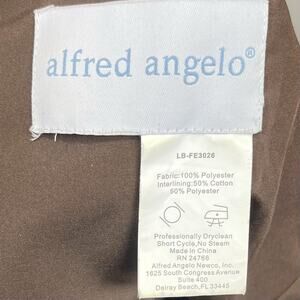 alfred angelo®
LB-FE3026
Fabric:100% Polyester
Interlining:50% Cotton
50% Polyester
Professionally Dryclean
Short Cycle,No Steam
Made In China
RN 24766
Alfred Angelo Newco, Inc.
1625 South Congress Avenue
Suite 400
Delray Beach,FL 33445